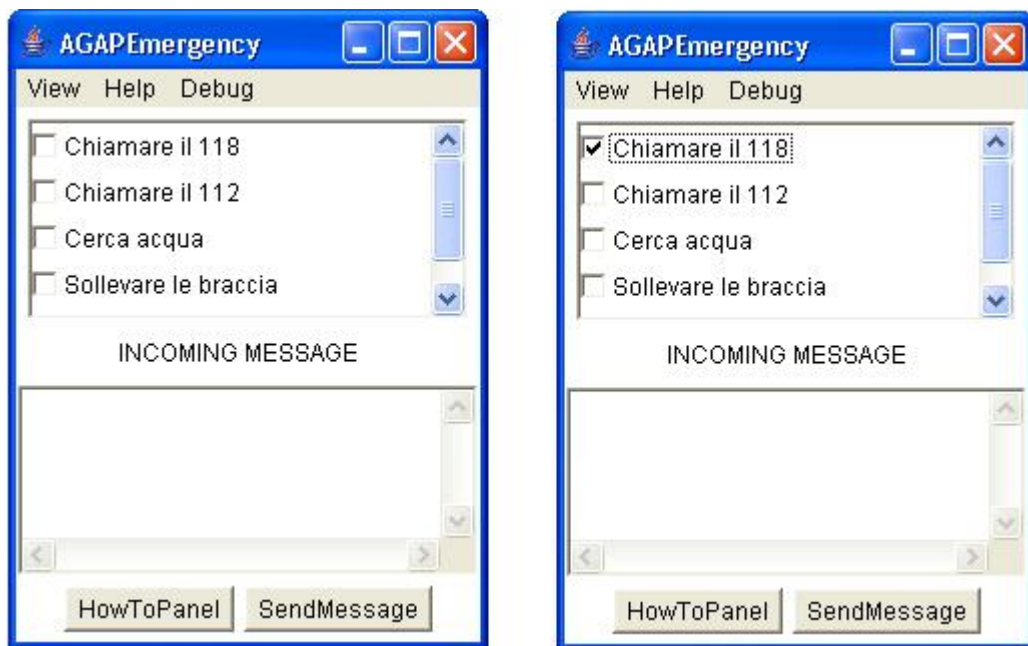 AGAPEmergency
View Help Debug
Chiamare il 118
Chiamare il 112
Cerca acqua
Sollevare le braccia
INCOMING MESSAGE
HowToPanel SendMessage
AGAPEmergency
View Help Debug
Chiamare il 118
Chiamare il 112
Cerca acqua
Sollevare le braccia
INCOMING MESSAGE
HowToPanel SendMessage